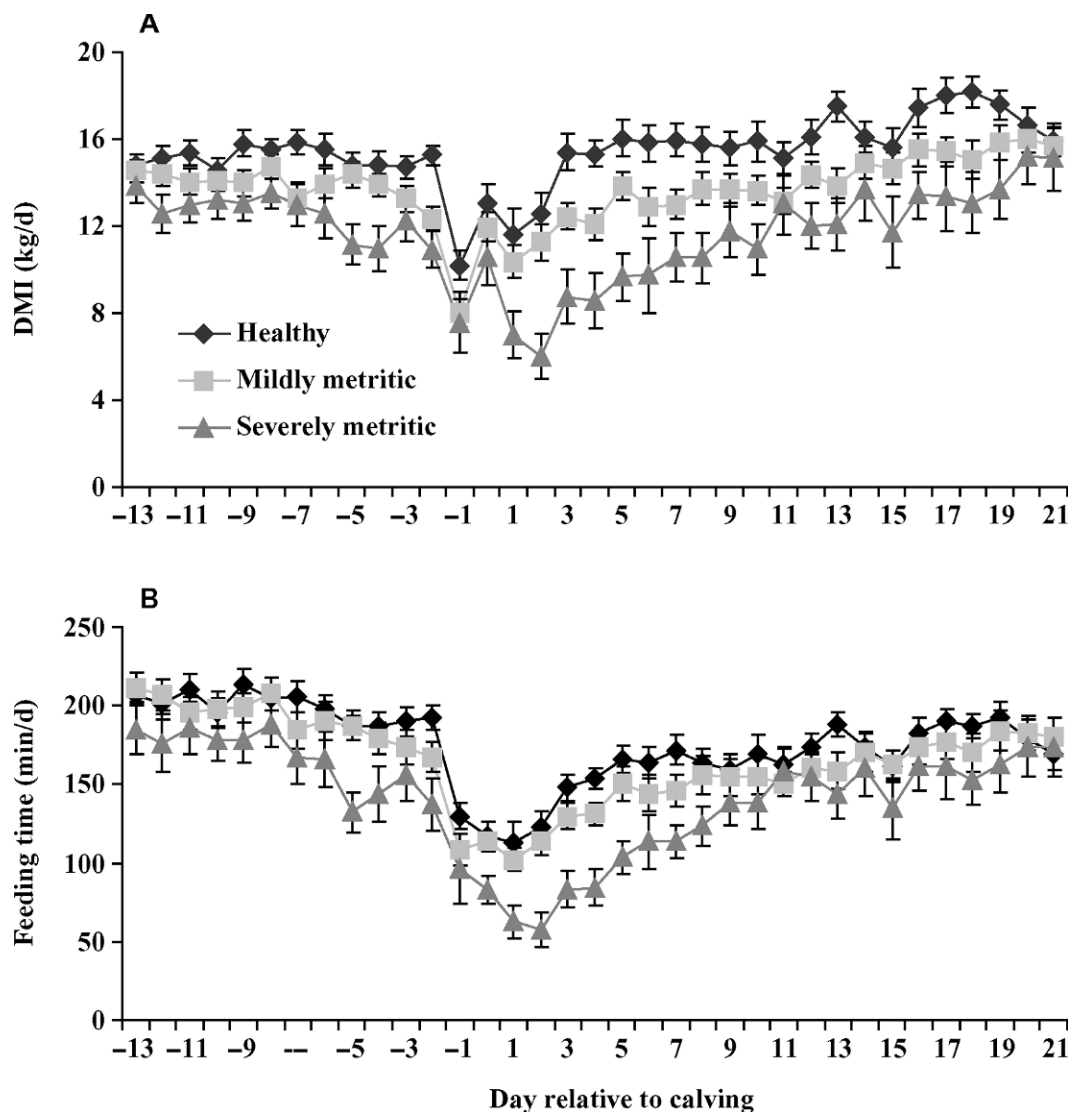 A
20
16
12
8
4
0
DMI (kg/d)
Healthy
Mildly metritic
Severely metritic
–13 –11 –9 –7 –5 –3 –1 1 3 5 7 9 11 13 15 17 19 21
B
250
200
150
100
50
0
Feeding time (min/d)
–13 –11 –9 -- –5 –3 –1 1 3 5 7 9 11 13 15 17 19 21
Day relative to calving